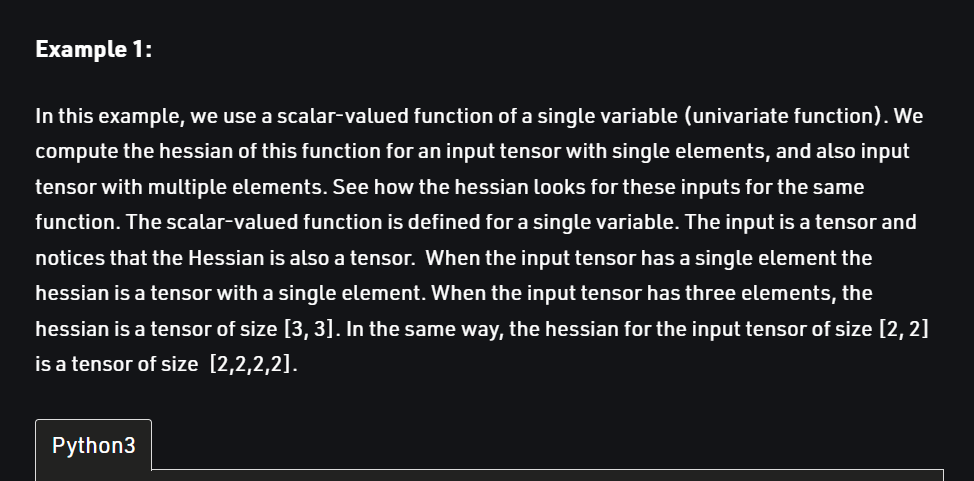 Example 1:
In this example, we use a scalar-valued function of a single variable (univariate function). We
compute the hessian of this function for an input tensor with single elements, and also input
tensor with multiple elements. See how the hessian looks for these inputs for the same
function. The scalar-valued function is defined for a single variable. The input is a tensor and
notices that the Hessian is also a tensor.  When the input tensor has a single element the
hessian is a tensor with a single element. When the input tensor has three elements, the
hessian is a tensor of size [3, 3]. In the same way, the hessian for the input tensor of size [2, 2]
is a tensor of size  [2,2,2,2].
Python3